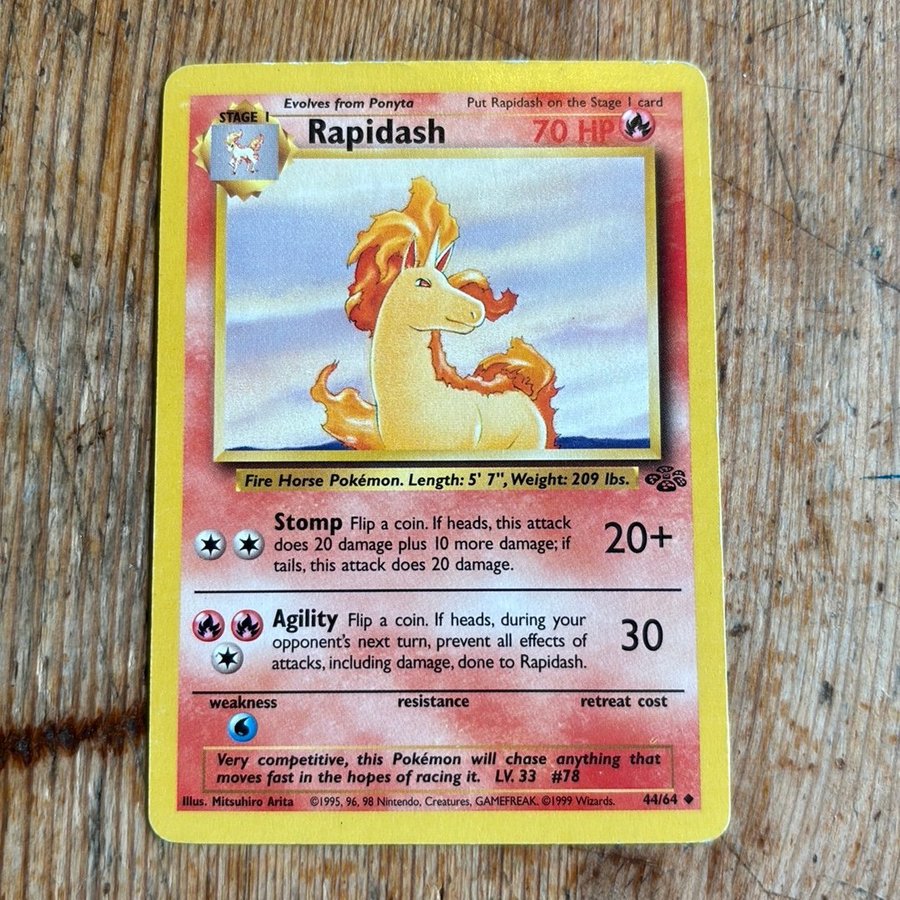 Evolves from Ponyta
Put Rapidash on the Stage 1 card
STAGE 1
Rapidash
70 HP
Fire Horse Pokémon. Length: 5' 7", Weight: 209 lbs.
Stomp Flip a coin. If heads, this attack
does 20 damage plus 10 more damage; if
tails, this attack does 20 damage.
20+
Agility Flip a coin. If heads, during your
opponent's next turn, prevent all effects of
attacks, including damage, done to Rapidash.
30
weakness
resistance
retreat cost
Very competitive, this Pokémon will chase anything that
moves fast in the hopes of racing it. LV. 33 #78
Illus. Mitsuhiro Arita ©1995, 96, 98 Nintendo, Creatures, GAMEFREAK. ©1999 Wizards. 44/64